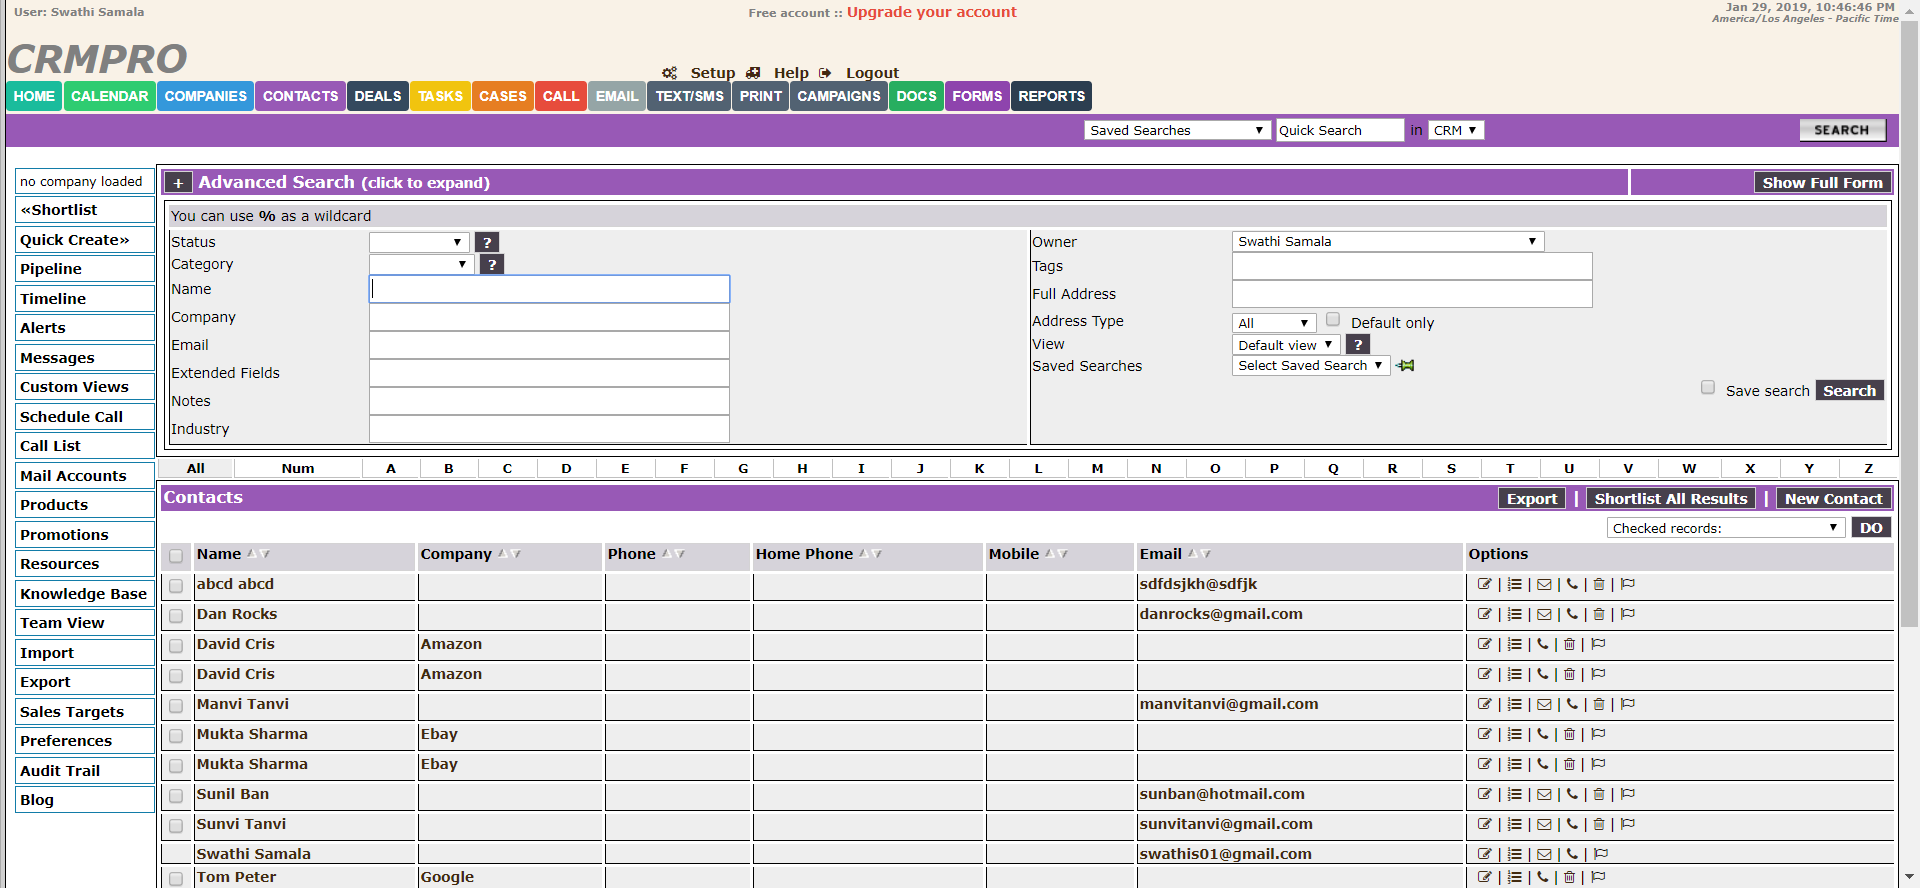 User: Swathi Samala
Free account :: Upgrade your account
Jan 29, 2019, 10:46:46 PM
America/Los Angeles - Pacific Time
CRMPRO
Setup Help Logout
HOME CALENDAR COMPANIES CONTACTS DEALS TASKS CASES CALL EMAIL TEXT/SMS PRINT CAMPAIGNS DOCS FORMS REPORTS
Saved Searches Quick Search in CRM SEARCH
no company loaded
«Shortlist
Quick Create»
Pipeline
Timeline
Alerts
Messages
Custom Views
Schedule Call
Call List
Mail Accounts
Products
Promotions
Resources
Knowledge Base
Team View
Import
Export
Sales Targets
Preferences
Audit Trail
Blog
+ Advanced Search (click to expand) Show Full Form
You can use % as a wildcard
Status ?
Category ?
Name
Company
Email
Extended Fields
Notes
Industry
Owner Swathi Samala
Tags
Full Address
Address Type All Default only
View Default view ?
Saved Searches Select Saved Search
Save search Search
All Num A B C D E F G H I J K L M N O P Q R S T U V W X Y Z
Contacts Export | Shortlist All Results | New Contact
Checked records: DO
Name Company Phone Home Phone Mobile Email Options
abcd abcd sdfdsjkh@sdfjk
Dan Rocks danrocks@gmail.com
David Cris Amazon
David Cris Amazon
Manvi Tanvi manvitanvi@gmail.com
Mukta Sharma Ebay
Mukta Sharma Ebay
Sunil Ban sunban@hotmail.com
Sunvi Tanvi sunvitanvi@gmail.com
Swathi Samala swathis01@gmail.com
Tom Peter Google